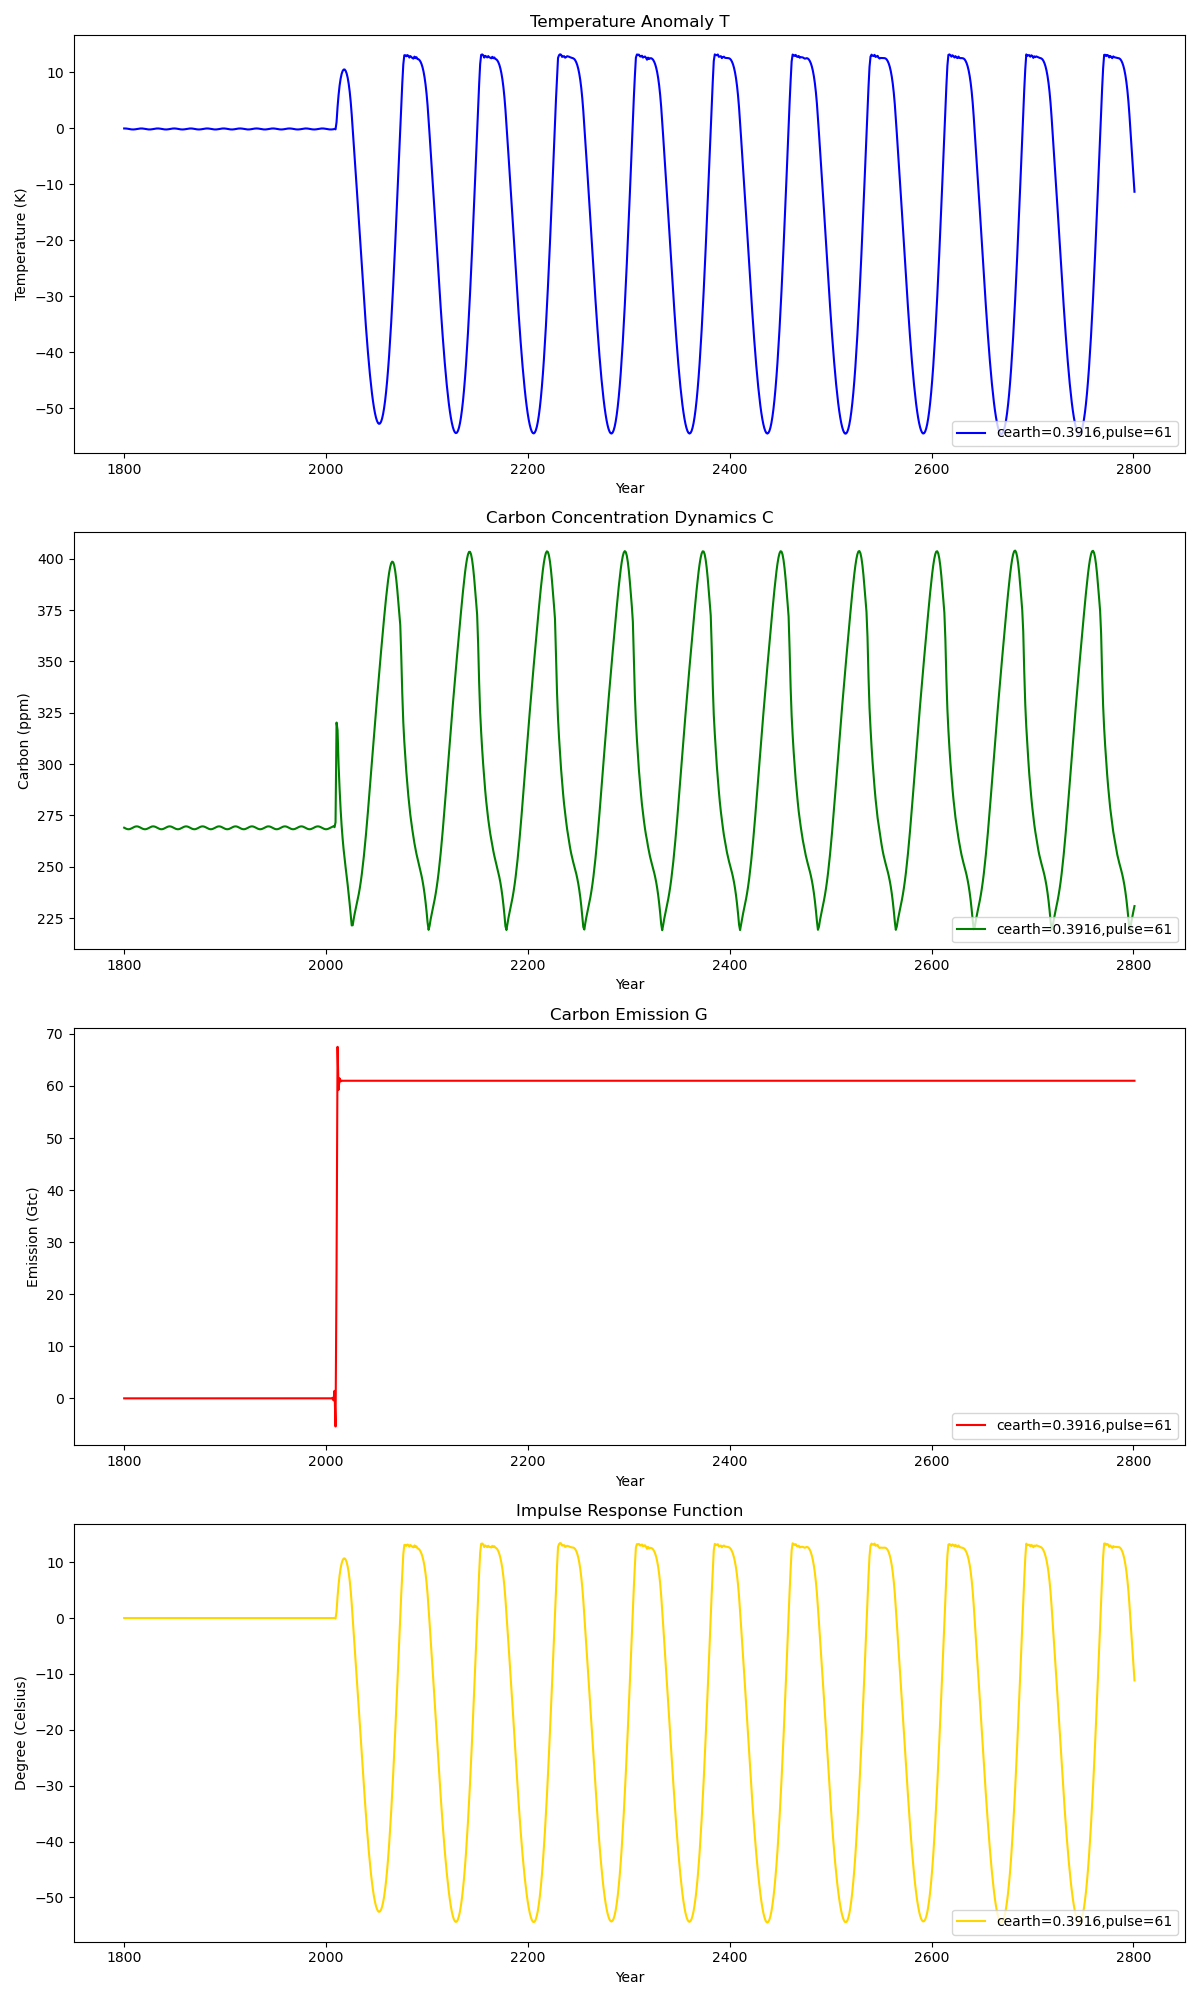 Temperature Anomaly T
10
0
−10
−20
−30
−40
−50
Temperature (K)
cearth=0.3916,pulse=61
1800 2000 2200 2400 2600 2800
Year
Carbon Concentration Dynamics C
400
375
350
325
300
275
250
225
Carbon (ppm)
cearth=0.3916,pulse=61
1800 2000 2200 2400 2600 2800
Year
Carbon Emission G
70
60
50
40
30
20
10
0
Emission (Gtc)
cearth=0.3916,pulse=61
1800 2000 2200 2400 2600 2800
Year
Impulse Response Function
10
0
−10
−20
−30
−40
−50
Degree (Celsius)
cearth=0.3916,pulse=61
1800 2000 2200 2400 2600 2800
Year